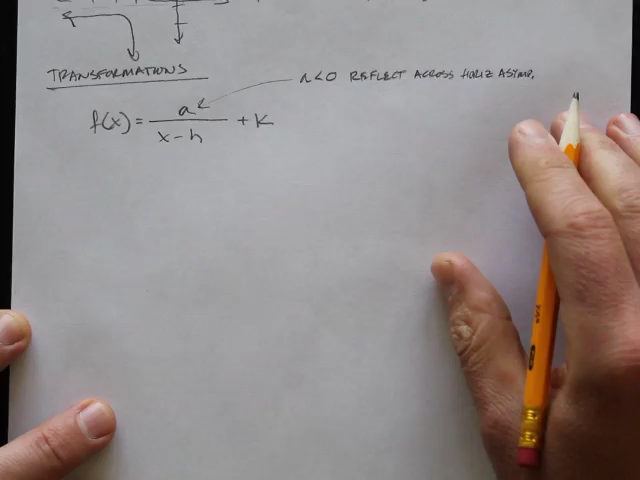 TRANSFORMATIONS
a<0 REFLECT ACROSS HORIZ ASYMP.
f(x) = a / (x - h) + K